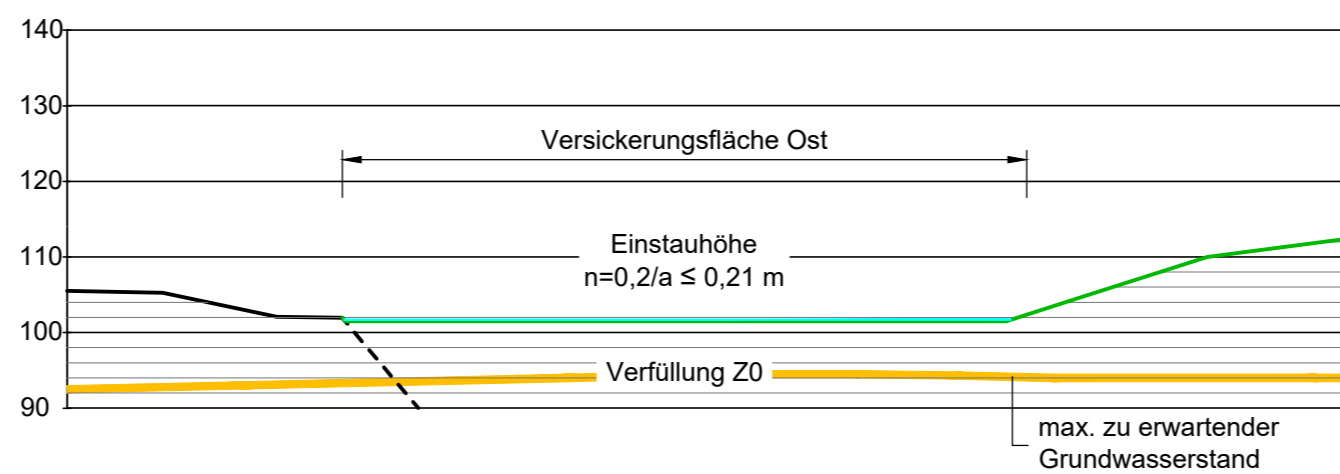 140
130
Versickerungsfläche Ost
120
110
Einstauhöhe
n=0,2/a ≤ 0,21 m
100
Verfüllung Z0
90
max. zu erwartender
Grundwasserstand